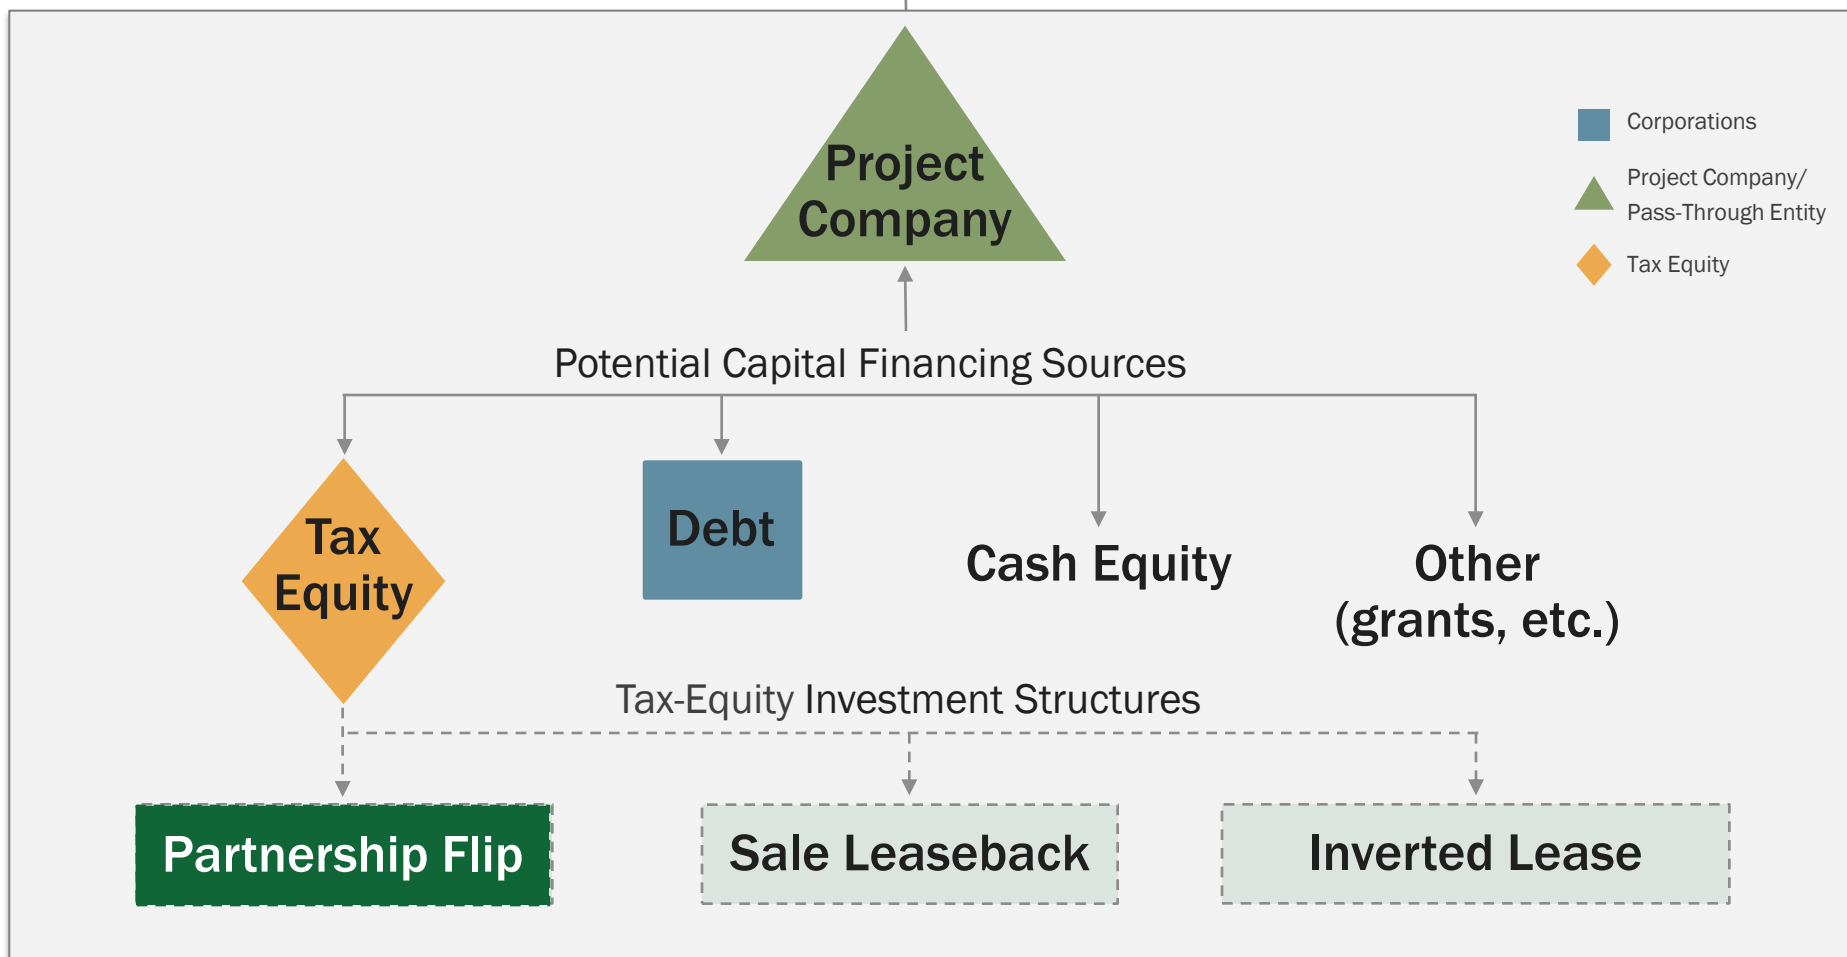 Project
Company
Corporations
Project Company/
Pass-Through Entity
Tax Equity
Potential Capital Financing Sources
Tax
Equity
Debt
Cash Equity
Other
(grants, etc.)
Tax-Equity Investment Structures
Partnership Flip
Sale Leaseback
Inverted Lease